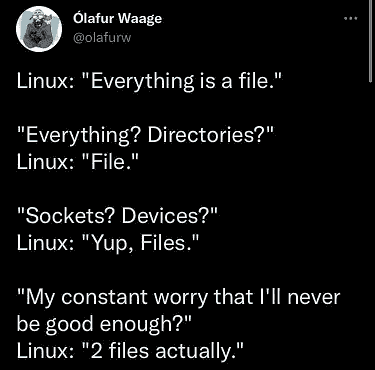 Ólafur Waage
@olafurw
Linux: "Everything is a file."
"Everything? Directories?"
Linux: "File."
"Sockets? Devices?"
Linux: "Yup, Files."
"My constant worry that I'll never
be good enough?"
Linux: "2 files actually."